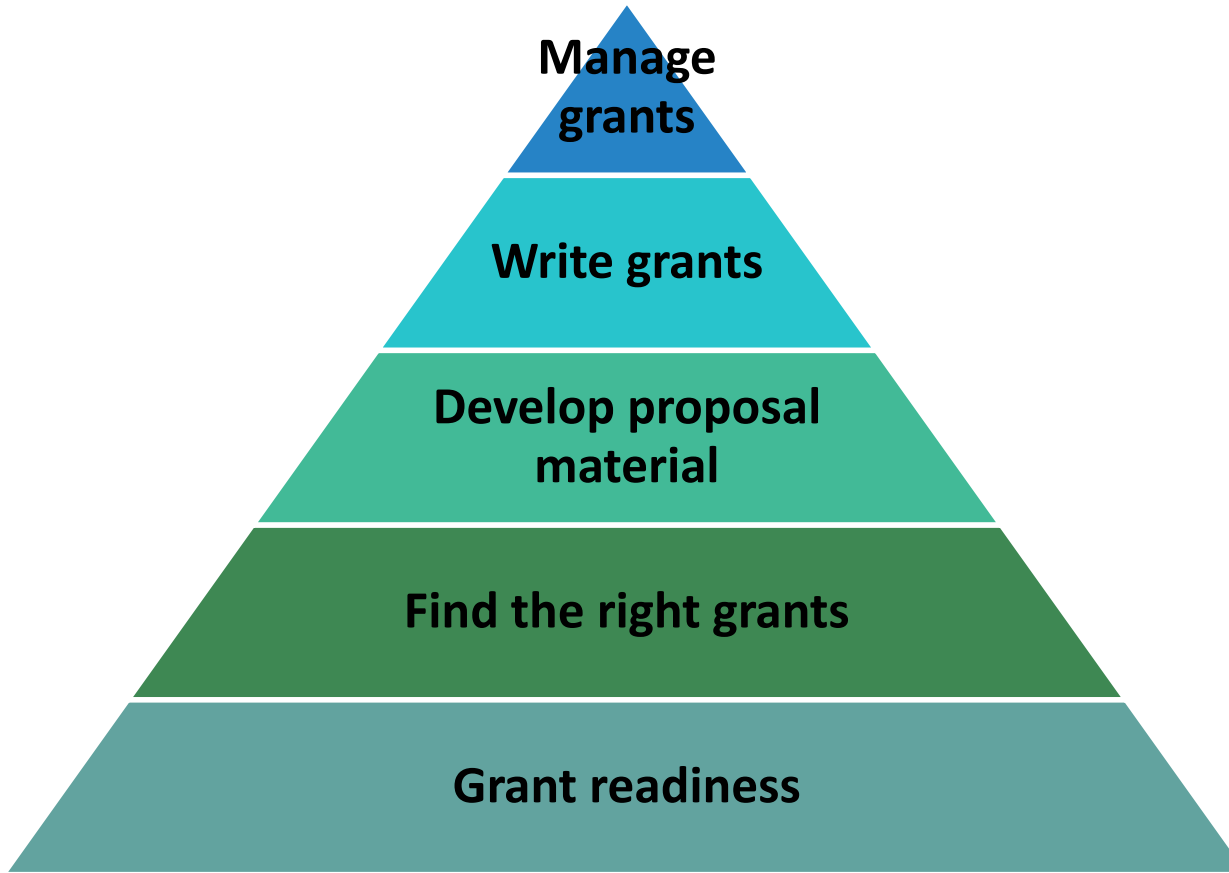 Manage
grants
Write grants
Develop proposal
material
Find the right grants
Grant readiness